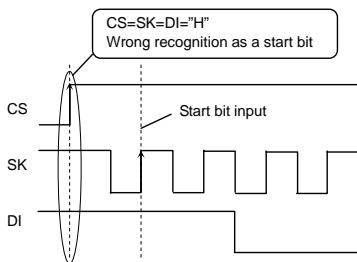 CS=SK=DI=”H”
Wrong recognition as a start bit
Start bit input
CS
SK
DI